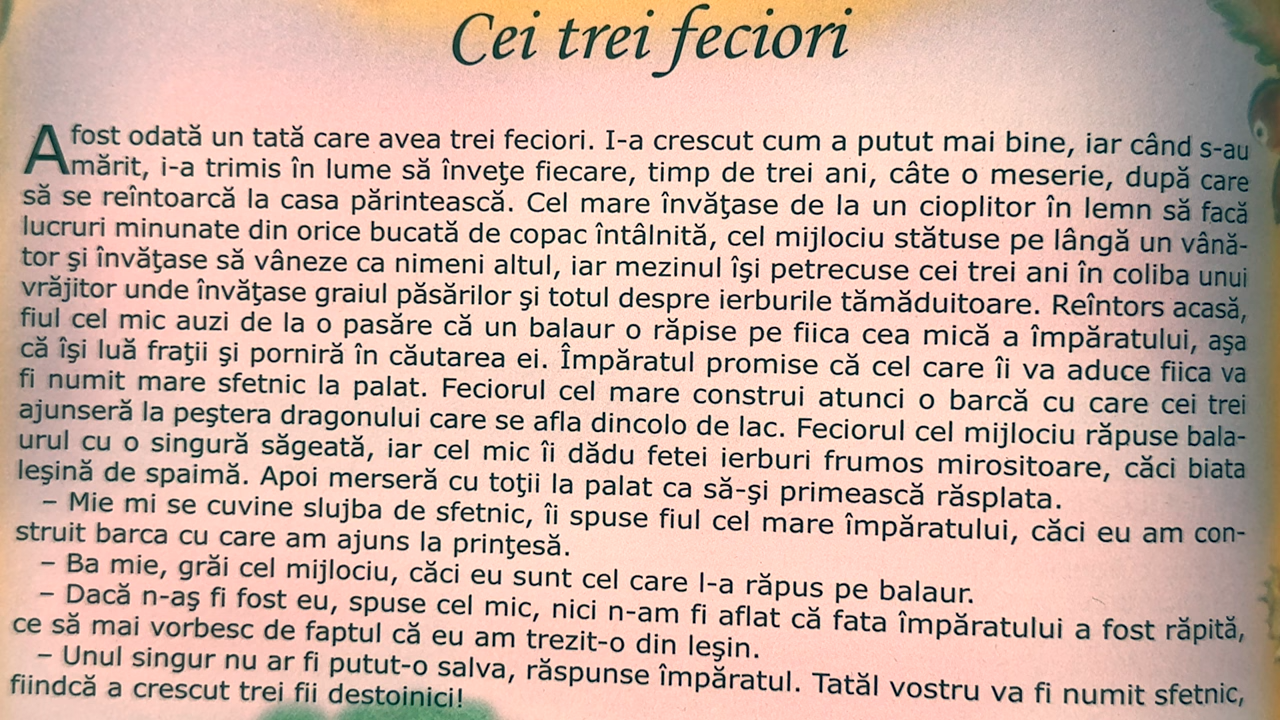 Cei trei feciori
A fost odată un tată care avea trei feciori. I-a crescut cum a putut mai bine, iar când s-au
mărit, i-a trimis în lume să înveţe fiecare, timp de trei ani, câte o meserie, după care
să se reîntoarcă la casa părintească. Cel mare învăţase de la un cioplitor în lemn să facă
lucruri minunate din orice bucată de copac întâlnită, cel mijlociu stătuse pe lângă un vână-
tor şi învăţase să vâneze ca nimeni altul, iar mezinul îşi petrecuse cei trei ani în coliba unui
vrăjitor unde învăţase graiul păsărilor şi totul despre ierburile tămăduitoare. Reîntors acasă,
fiul cel mic auzi de la o pasăre că un balaur o răpise pe fiica cea mică a împăratului, aşa
că îşi luă fraţii şi porniră în căutarea ei. Împăratul promise că cel care îi va aduce fiica va
fi numit mare sfetnic la palat. Feciorul cel mare construi atunci o barcă cu care cei trei
ajunseră la peştera dragonului care se afla dincolo de lac. Feciorul cel mijlociu răpuse bala-
urul cu o singură săgeată, iar cel mic îi dădu fetei ierburi frumos mirositoare, căci biata
leşină de spaimă. Apoi merseră cu toţii la palat ca să-şi primească răsplata.
– Mie mi se cuvine slujba de sfetnic, îi spuse fiul cel mare împăratului, căci eu am con-
struit barca cu care am ajuns la prinţesă.
– Ba mie, grăi cel mijlociu, căci eu sunt cel care l-a răpus pe balaur.
– Dacă n-aş fi fost eu, spuse cel mic, nici n-am fi aflat că fata împăratului a fost răpită,
ce să mai vorbesc de faptul că eu am trezit-o din leşin.
– Unul singur nu ar fi putut-o salva, răspunse împăratul. Tatăl vostru va fi numit sfetnic,
fiindcă a crescut trei fii destoinici!